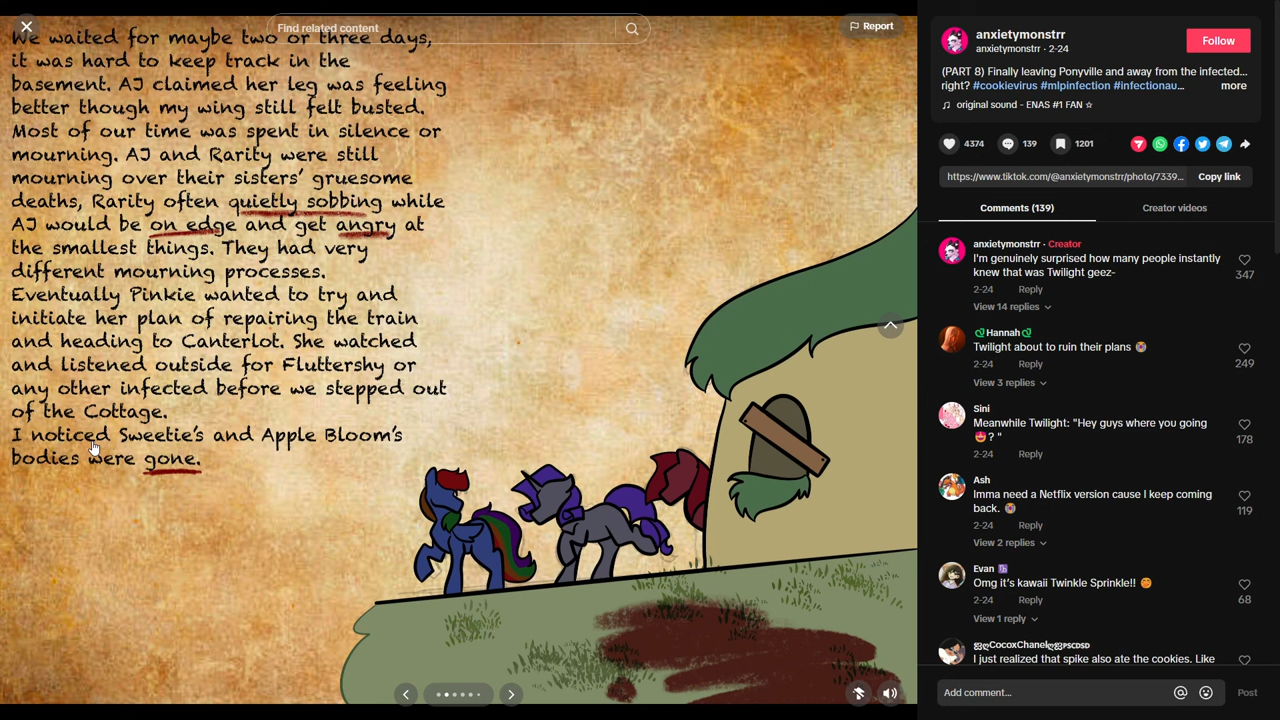 Find related content
Report
We waited for maybe two or three days,
it was hard to keep track in the
basement. AJ claimed her leg was feeling
better though my wing still felt busted.
Most of our time was spent in silence or
mourning. AJ and Rarity were still
mourning over their sisters' gruesome
deaths, Rarity often quietly sobbing while
AJ would be on edge and get angry at
the smallest things. They had very
different mourning processes.
Eventually Pinkie wanted to try and
initiate her plan of repairing the train
and heading to Canterlot. She watched
and listened outside for Fluttershy or
any other infected before we stepped out
of the Cottage.
I noticed Sweetie's and Apple Bloom's
bodies were gone.
anxietymonstrr
anxietymonstrr · 2-24
Follow
(PART 8) Finally leaving Ponyville and away from the infected...
right? #cookievirus #mlpinfection #infectionau... more
original sound - ENAS #1 FAN ☆
4374 139 1201
https://www.tiktok.com/@anxietymonstrr/photo/7339... Copy link
Comments (139) Creator videos
anxietymonstrr · Creator
I'm genuinely surprised how many people instantly
knew that was Twilight geez-
347
2-24 Reply
View 14 replies
Hannah
Twilight about to ruin their plans
249
2-24 Reply
View 3 replies
Sini
Meanwhile Twilight: "Hey guys where you going
? "
178
2-24 Reply
Ash
Imma need a Netflix version cause I keep coming
back.
119
2-24 Reply
View 2 replies
Evan
Omg it's kawaii Twinkle Sprinkle!!
68
2-24 Reply
View 1 reply
I just realized that spike also ate the cookies. Like
Add comment...
Post